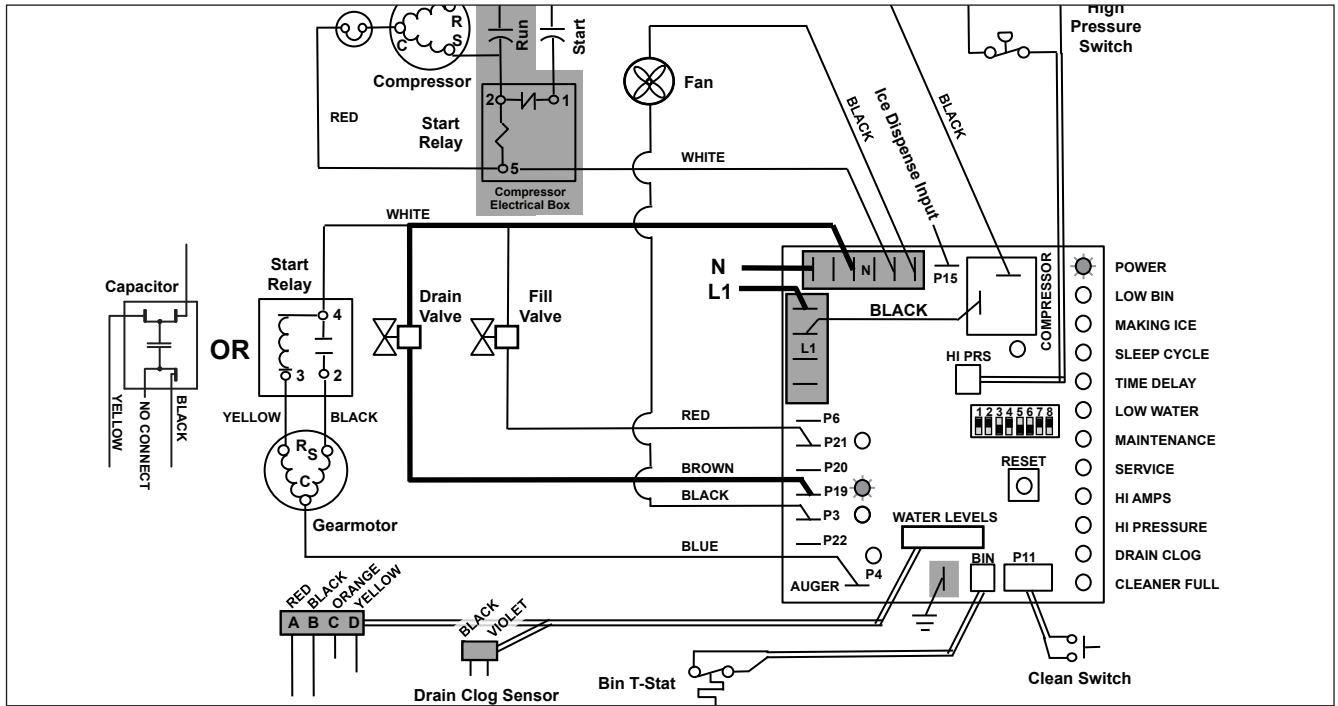 High
Pressure
Switch
R
S
C
Run
Start
Compressor
Fan
2
1
RED
Start
Relay
BLACK
Ice Dispense Input
BLACK
5
WHITE
Compressor
Electrical Box
WHITE
Capacitor
Start
Relay
4
OR
3
2
YELLOW
NO CONNECT
BLACK
YELLOW
BLACK
R
S
C
Gearmotor
Drain
Valve
Fill
Valve
N
N
P15
L1
BLACK
L1
COMPRESSOR
HI PRS
POWER
LOW BIN
MAKING ICE
SLEEP CYCLE
TIME DELAY
LOW WATER
MAINTENANCE
SERVICE
HI AMPS
HI PRESSURE
DRAIN CLOG
CLEANER FULL
1 2 3 4 5 6 7 8
RESET
RED
P6
P21
BROWN
P20
P19
BLACK
P3
P22
BLUE
P4
AUGER
WATER LEVELS
BIN
P11
RED
BLACK
ORANGE
YELLOW
A B C D
BLACK
VIOLET
Drain Clog Sensor
Bin T-Stat
Clean Switch